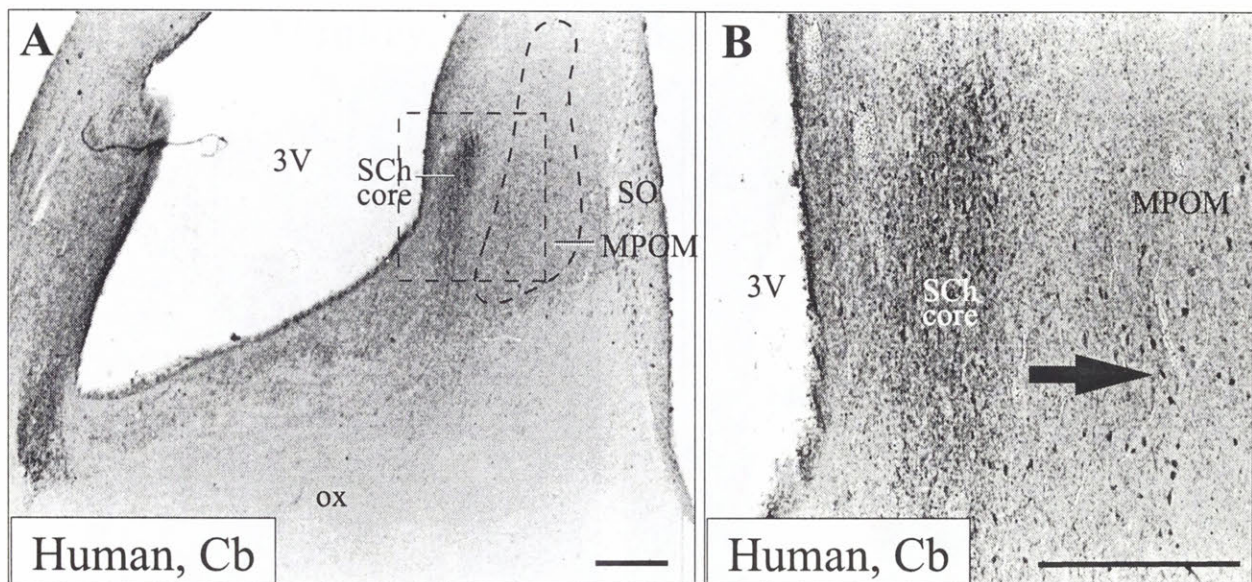 A
3V
SCh
core
SO
MPOM
ox
Human, Cb
B
MPOM
3V
SCh
core
Human, Cb